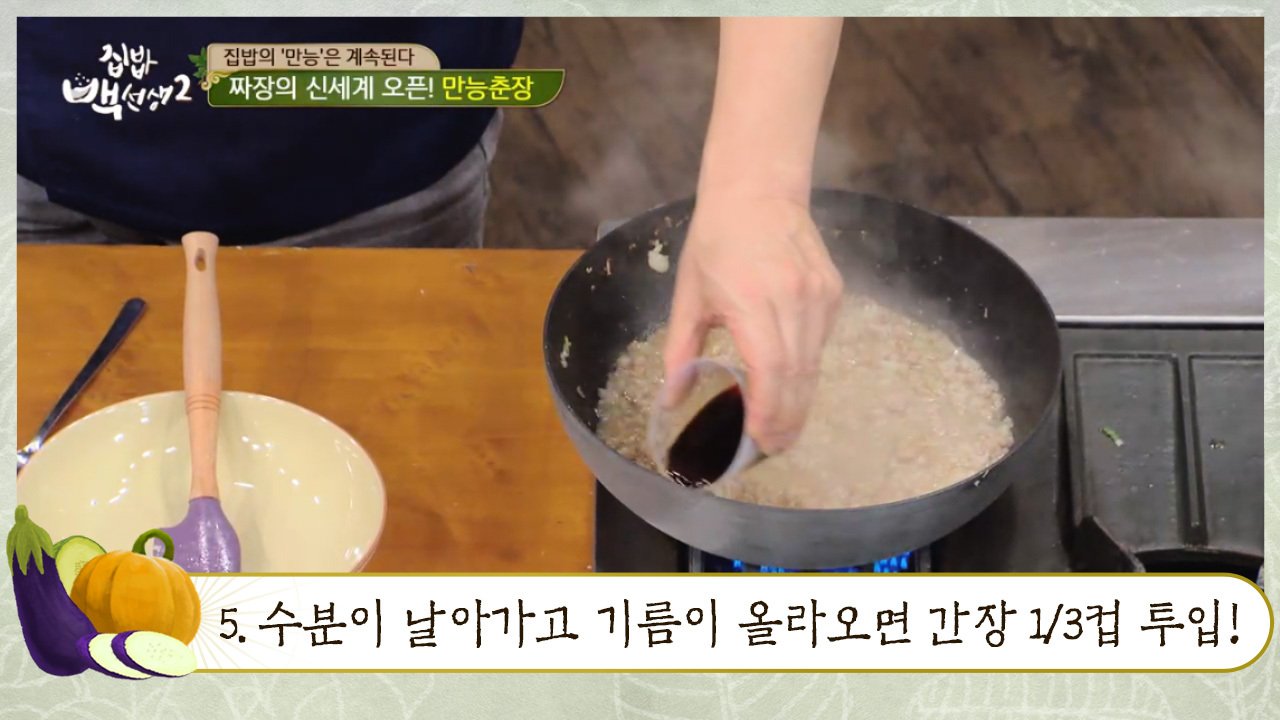 집밥
백선생2
집밥의 '만능'은 계속된다
짜장의 신세계 오픈! 만능춘장
5. 수분이 날아가고 기름이 올라오면 간장 1/3컵 투입!